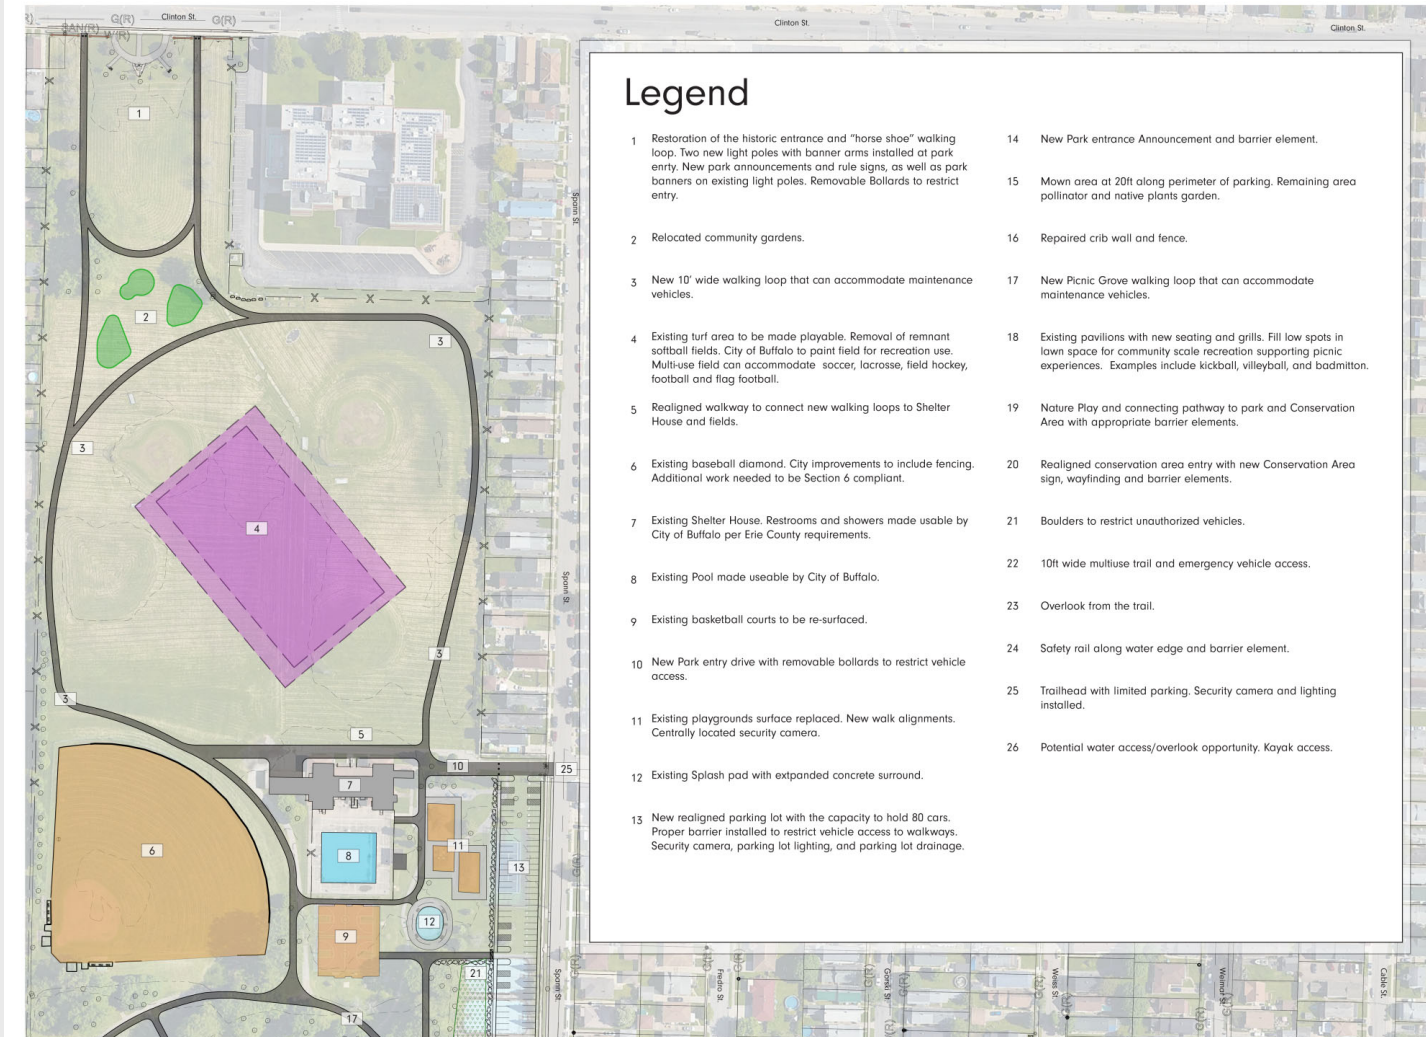 Clinton St.
Clinton St.
Clinton St.
G(R)
G(R)
Legend
1 Restoration of the historic entrance and “horse shoe” walking
loop. Two new light poles with banner arms installed at park
enrty. New park announcements and rule signs, as well as park
banners on existing light poles. Removable Bollards to restrict
entry.
2 Relocated community gardens.
3 New 10' wide walking loop that can accommodate maintenance
vehicles.
4 Existing turf area to be made playable. Removal of remnant
softball fields. City of Buffalo to paint field for recreation use.
Multi-use field can accommodate soccer, lacrosse, field hockey,
football and flag football.
5 Realigned walkway to connect new walking loops to Shelter
House and fields.
6 Existing baseball diamond. City improvements to include fencing.
Additional work needed to be Section 6 compliant.
7 Existing Shelter House. Restrooms and showers made usable by
City of Buffalo per Erie County requirements.
8 Existing Pool made useable by City of Buffalo.
9 Existing basketball courts to be re-surfaced.
10 New Park entry drive with removable bollards to restrict vehicle
access.
11 Existing playgrounds surface replaced. New walk alignments.
Centrally located security camera.
12 Existing Splash pad with extpanded concrete surround.
13 New realigned parking lot with the capacity to hold 80 cars.
Proper barrier installed to restrict vehicle access to walkways.
Security camera, parking lot lighting, and parking lot drainage.
14 New Park entrance Announcement and barrier element.
15 Mown area at 20ft along perimeter of parking. Remaining area
pollinator and native plants garden.
16 Repaired crib wall and fence.
17 New Picnic Grove walking loop that can accommodate
maintenance vehicles.
18 Existing pavilions with new seating and grills. Fill low spots in
lawn space for community scale recreation supporting picnic
experiences. Examples include kickball, villeyball, and badmitton.
19 Nature Play and connecting pathway to park and Conservation
Area with appropriate barrier elements.
20 Realigned conservation area entry with new Conservation Area
sign, wayfinding and barrier elements.
21 Boulders to restrict unauthorized vehicles.
22 10ft wide multiuse trail and emergency vehicle access.
23 Overlook from the trail.
24 Safety rail along water edge and barrier element.
25 Trailhead with limited parking. Security camera and lighting
installed.
26 Potential water access/overlook opportunity. Kayak access.
1
2
3
3
4
3
3
5
10
25
7
11
6
8
13
12
9
21
17
Spann St.
Spann St.
Spann St.
Fredro St.
Gorski St.
Weiss St.
Weimar St.
Cable St.